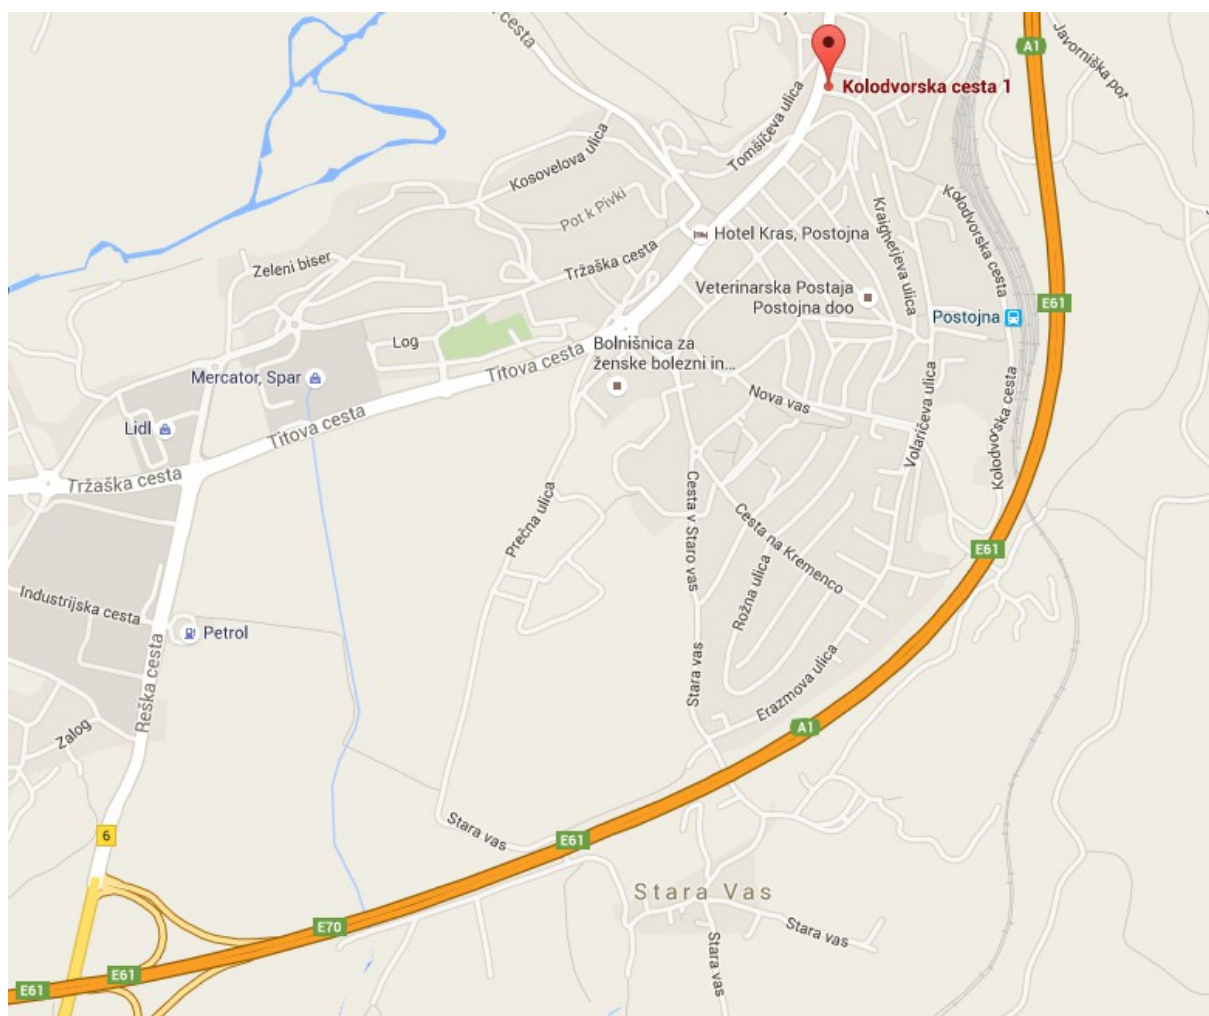 cesta
A1
Javorniška pot
Kolodvorska cesta 1
Tomšičeva ulica
Kosovelova ulica
Pot k Pivki
Kraigherjeva ulica
Kolodvorska cesta
Hotel Kras, Postojna
Tržaška cesta
Zeleni biser
Veterinarska Postaja
Postojna doo
E61
Postojna
Log
Bolnišnica za
ženske bolezni in...
Titova cesta
Mercator, Spar
Nova vas
Volaričeva ulica
Kolodvorska cesta
Titova cesta
Lidl
Tržaška cesta
Prečna ulica
Cesta v Staro vas
Cesta na Kremenco
E61
Rožna ulica
Industrijska cesta
Petrol
Reška cesta
Stara vas
Erazmova ulica
A1
Zalog
6
Stara vas
E61
Stara Vas
E70
Stara vas
Stara vas
E61
E61